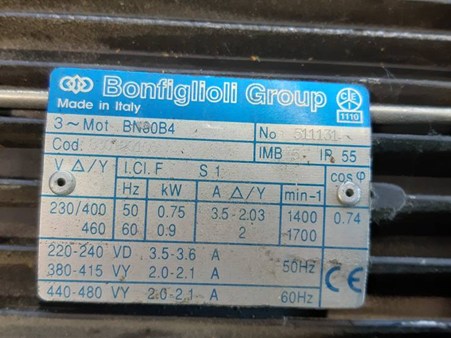 Bonfiglioli Group
Made in Italy
CE
1110
3~Mot BN80B4 No 511131
Cod. IMB 5 IP 55
V Δ/Y I.Cl.F S 1 cos φ
Hz kW A Δ/Y min-1
230/400 50 0.75 3.5-2.03 1400 0.74
460 60 0.9 2 1700
220-240 VD 3.5-3.6 A 50Hz
380-415 VY 2.0-2.1 A
440-480 VY 2.0-2.1 A 60Hz
CE